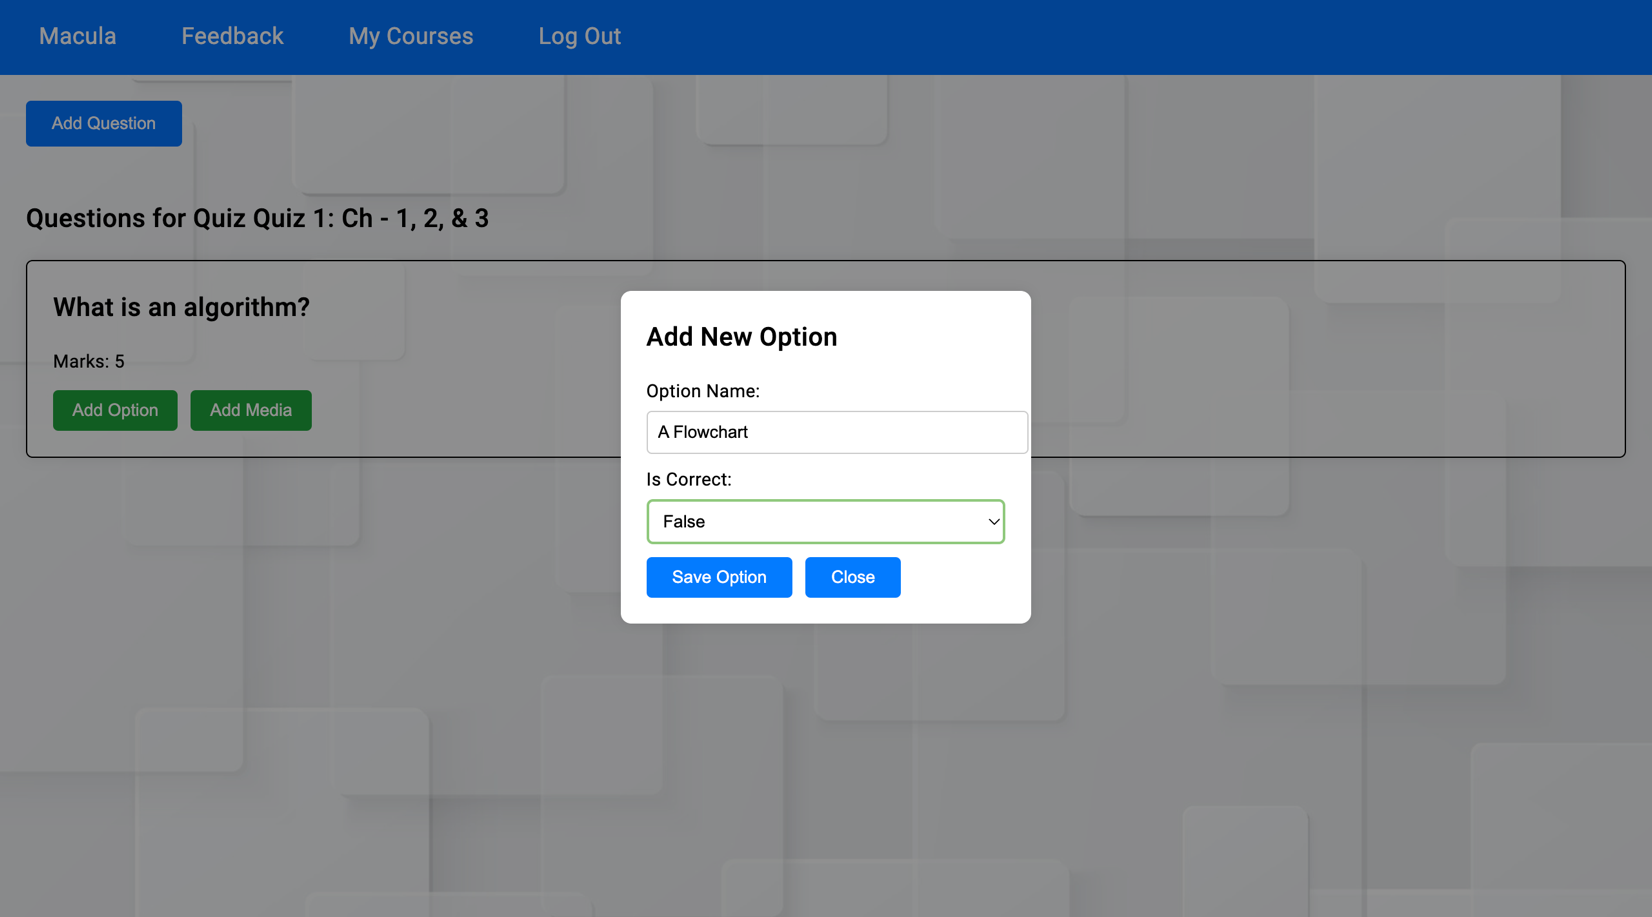 Macula Feedback My Courses Log Out
Add Question
Questions for Quiz Quiz 1: Ch - 1, 2, & 3
What is an algorithm?
Marks: 5
Add Option Add Media
Add New Option
Option Name:
A Flowchart
Is Correct:
False
Save Option Close